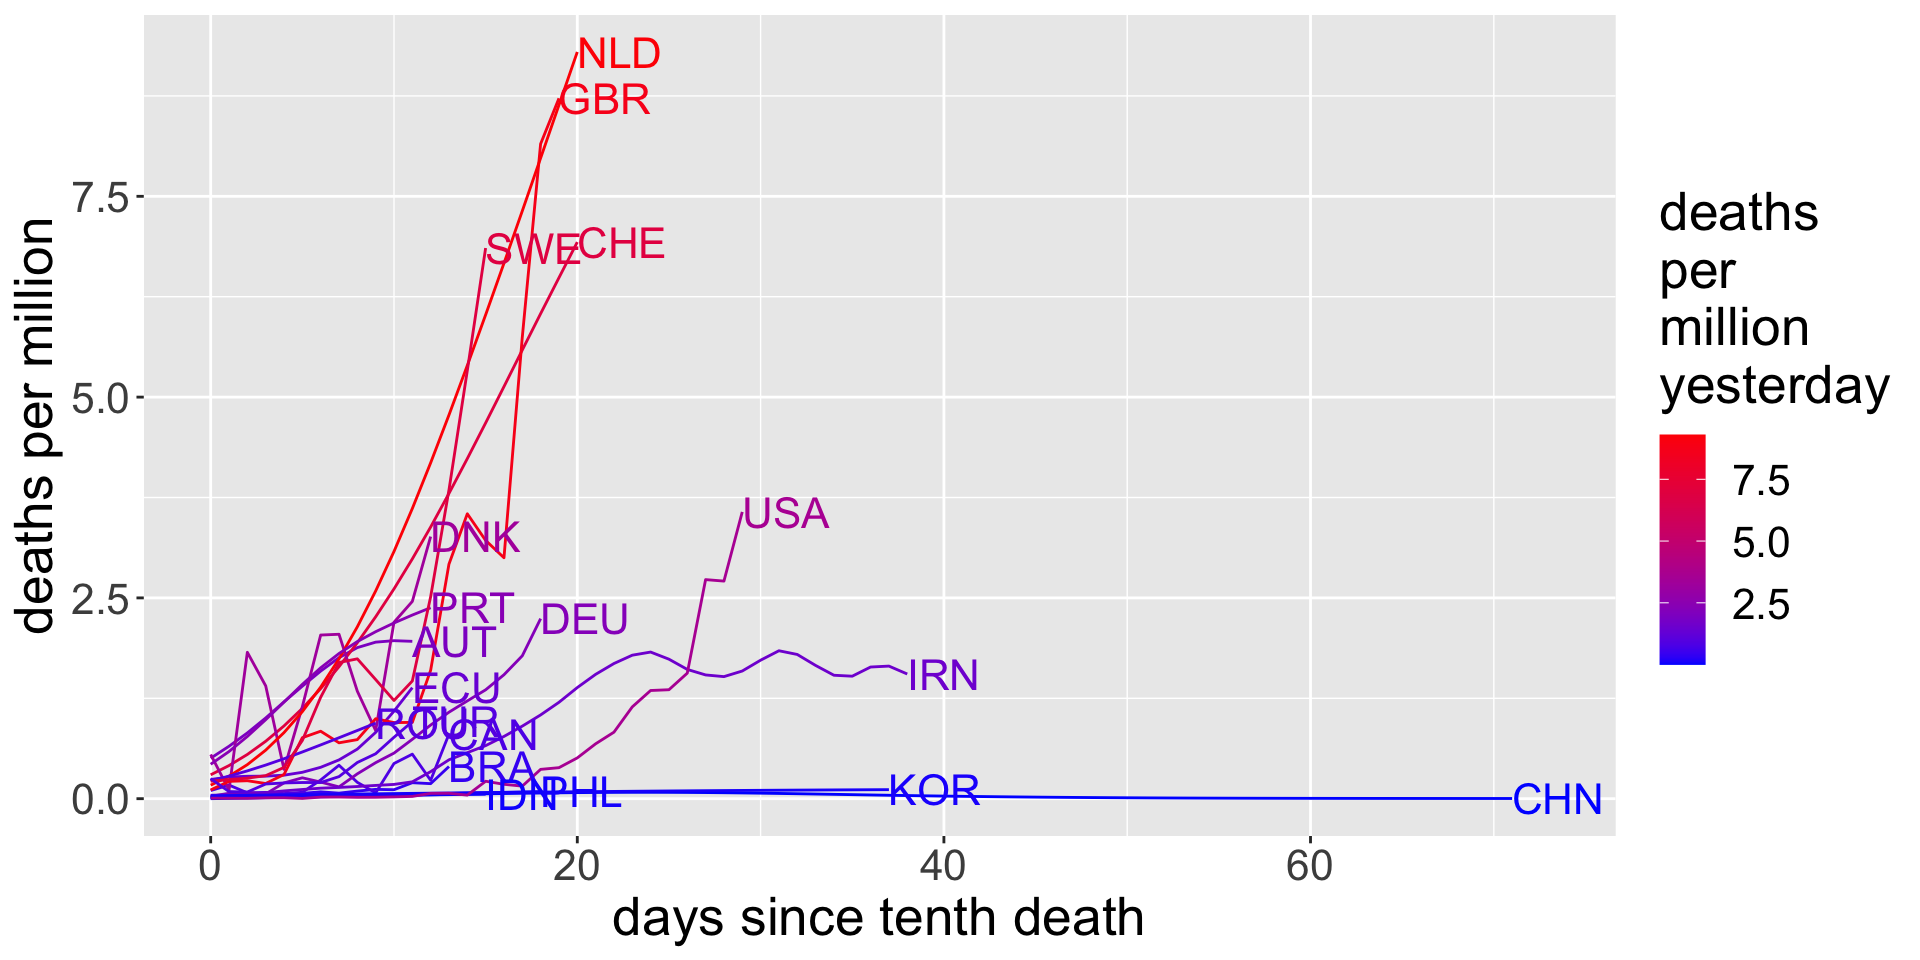 NLD
GBR
SWE
CHE
USA
DNK
PRT
DEU
AUT
IRN
ECU
ROU
TUR
CAN
BRA
IDN
PHL
KOR
CHN
7.5
5.0
2.5
0.0
0
20
40
60
deaths per million
days since tenth death
deaths
per
million
yesterday
7.5
5.0
2.5